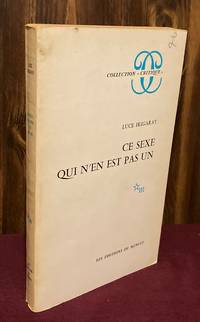 COLLECTION « CRITIQUE »
LUCE IRIGARAY
CE SEXE
QUI N'EN EST PAS UN
LES ÉDITIONS DE MINUIT